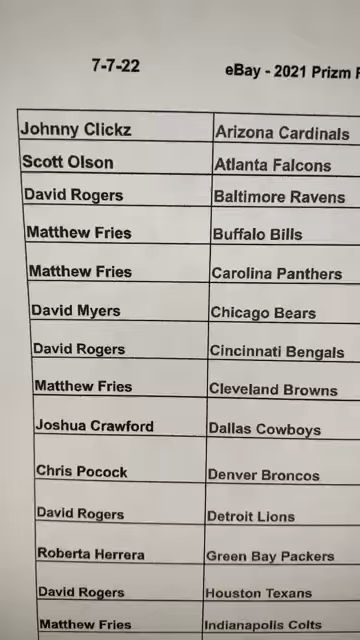 7-7-22 eBay - 2021 Prizm
Johnny Clickz Arizona Cardinals
Scott Olson Atlanta Falcons
David Rogers Baltimore Ravens
Matthew Fries Buffalo Bills
Matthew Fries Carolina Panthers
David Myers Chicago Bears
David Rogers Cincinnati Bengals
Matthew Fries Cleveland Browns
Joshua Crawford Dallas Cowboys
Chris Pocock Denver Broncos
David Rogers Detroit Lions
Roberta Herrera Green Bay Packers
David Rogers Houston Texans
Matthew Fries Indianapolis Colts